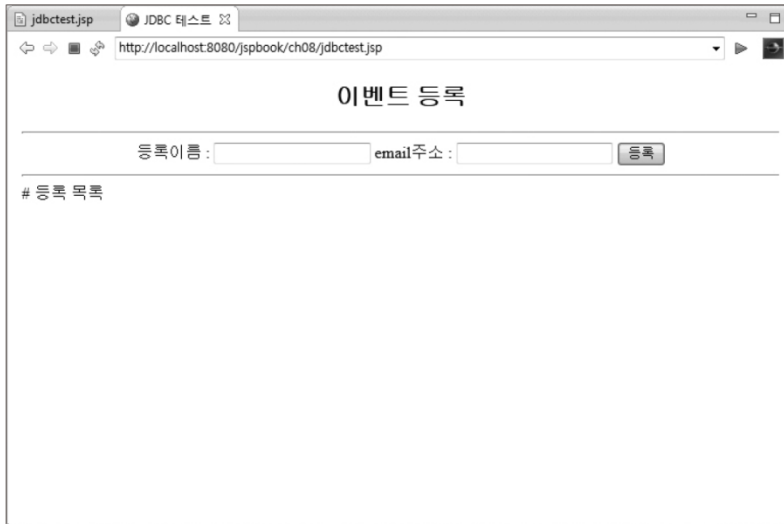 jdbctest.jsp
JDBC 테스트
http://localhost:8080/jspbook/ch08/jdbctest.jsp
이벤트 등록
등록이름 : email주소 : 등록
# 등록 목록